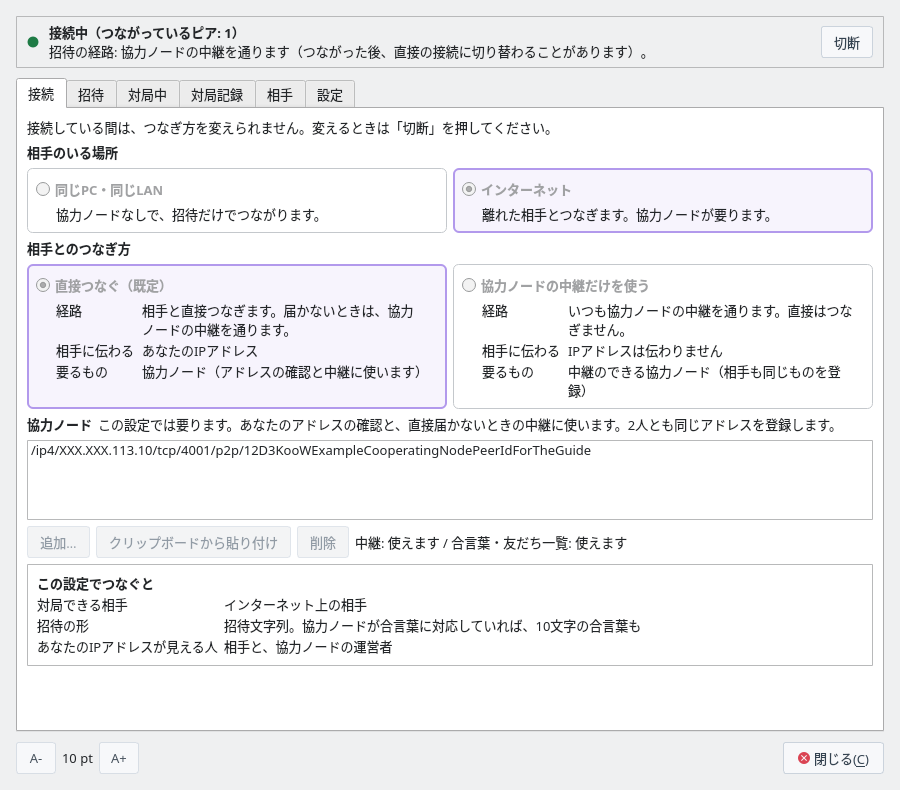 接続中（つながっているピア: 1）
招待の経路: 協力ノードの中継を通ります（つながった後、直接の接続に切り替わることがあります）。
切断
接続 招待 対局中 対局記録 相手 設定
接続している間は、つなぎ方を変えられません。変えるときは「切断」を押してください。
相手のいる場所
同じPC・同じLAN
協力ノードなしで、招待だけでつながります。
インターネット
離れた相手とつなぎます。協力ノードが要ります。
相手とのつなぎ方
直接つなぐ（既定）
経路 相手と直接つなぎます。届かないときは、協力
ノードの中継を通ります。
相手に伝わる あなたのIPアドレス
要るもの 協力ノード（アドレスの確認と中継に使います）
協力ノードの中継だけを使う
経路 いつも協力ノードの中継を通ります。直接はつな
ぎません。
相手に伝わる IPアドレスは伝わりません
要るもの 中継のできる協力ノード（相手も同じものを登
録）
協力ノード この設定では要ります。あなたのアドレスの確認と、直接届かないときの中継に使います。2人とも同じアドレスを登録します。
/ip4/XXX.XXX.113.10/tcp/4001/p2p/12D3KooWExampleCooperatingNodePeerIdForTheGuide
追加... クリップボードから貼り付け 削除 中継: 使えます / 合言葉・友だち一覧: 使えます
この設定でつなぐと
対局できる相手 インターネット上の相手
招待の形 招待文字列。協力ノードが合言葉に対応していれば、10文字の合言葉も
あなたのIPアドレスが見える人 相手と、協力ノードの運営者
A- 10 pt A+ 閉じる(C)